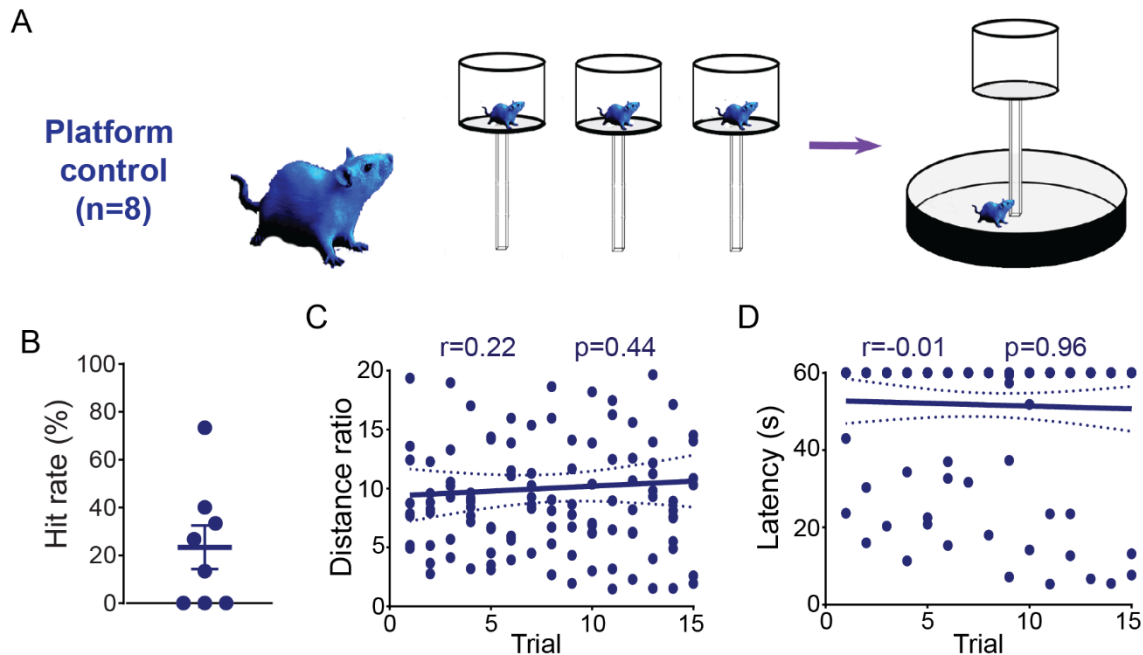 A
Platform
control
(n=8)
B
Hit rate (%)
100
80
60
40
20
0
C
r=0.22 p=0.44
Distance ratio
20
15
10
5
0
0 5 10 15
Trial
D
r=-0.01 p=0.96
Latency (s)
60
40
20
0
0 5 10 15
Trial